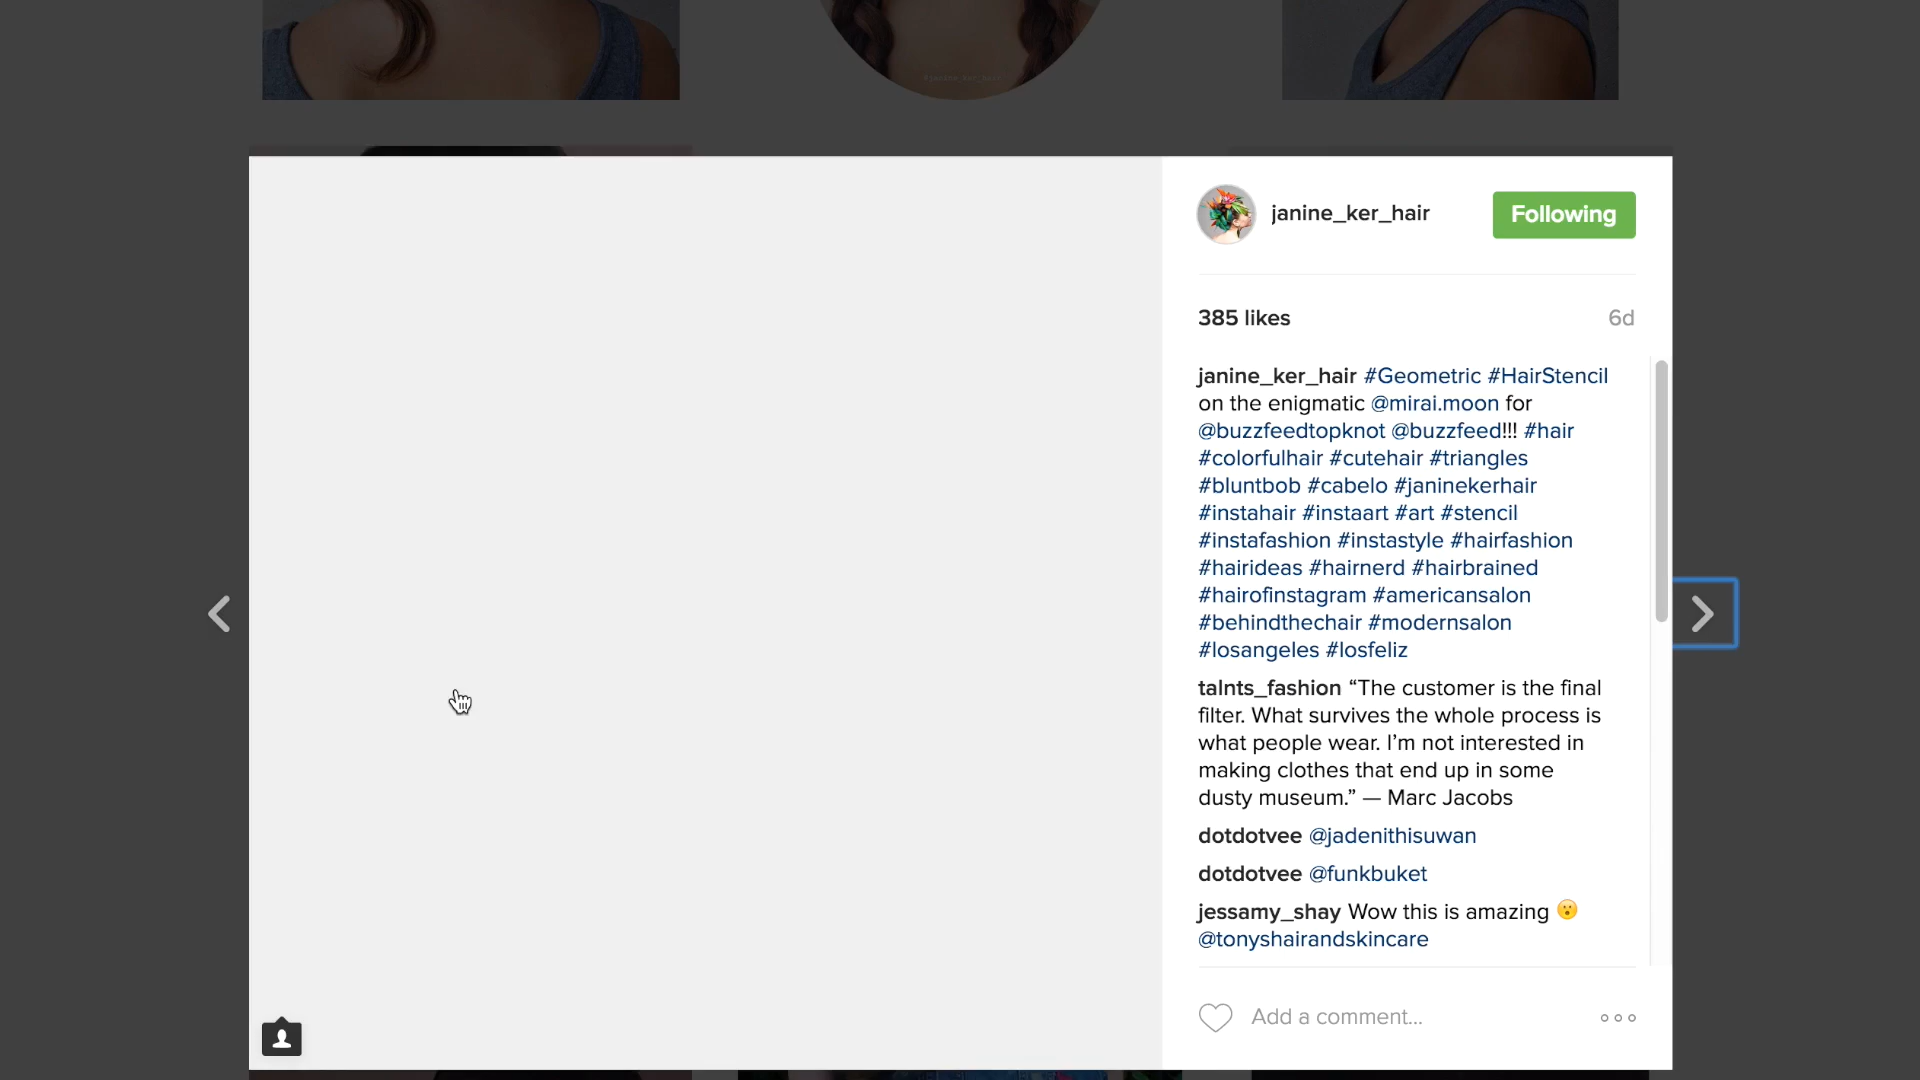 janine_ker_hair
Following
385 likes
6d
janine_ker_hair #Geometric #HairStencil
on the enigmatic @mirai.moon for
@buzzfeedtopknot @buzzfeed!!! #hair
#colorfulhair #cutehair #triangles
#bluntbob #cabelo #janinekerhair
#instahair #instaart #art #stencil
#instafashion #instastyle #hairfashion
#hairideas #hairnerd #hairbrained
#hairofinstagram #americansalon
#behindthechair #modernsalon
#losangeles #losfeliz
talnts_fashion “The customer is the final
filter. What survives the whole process is
what people wear. I’m not interested in
making clothes that end up in some
dusty museum.” — Marc Jacobs
dotdotvee @jadenithisuwan
dotdotvee @funkbuket
jessamy_shay Wow this is amazing 😮
@tonyshairandskincare
Add a comment...